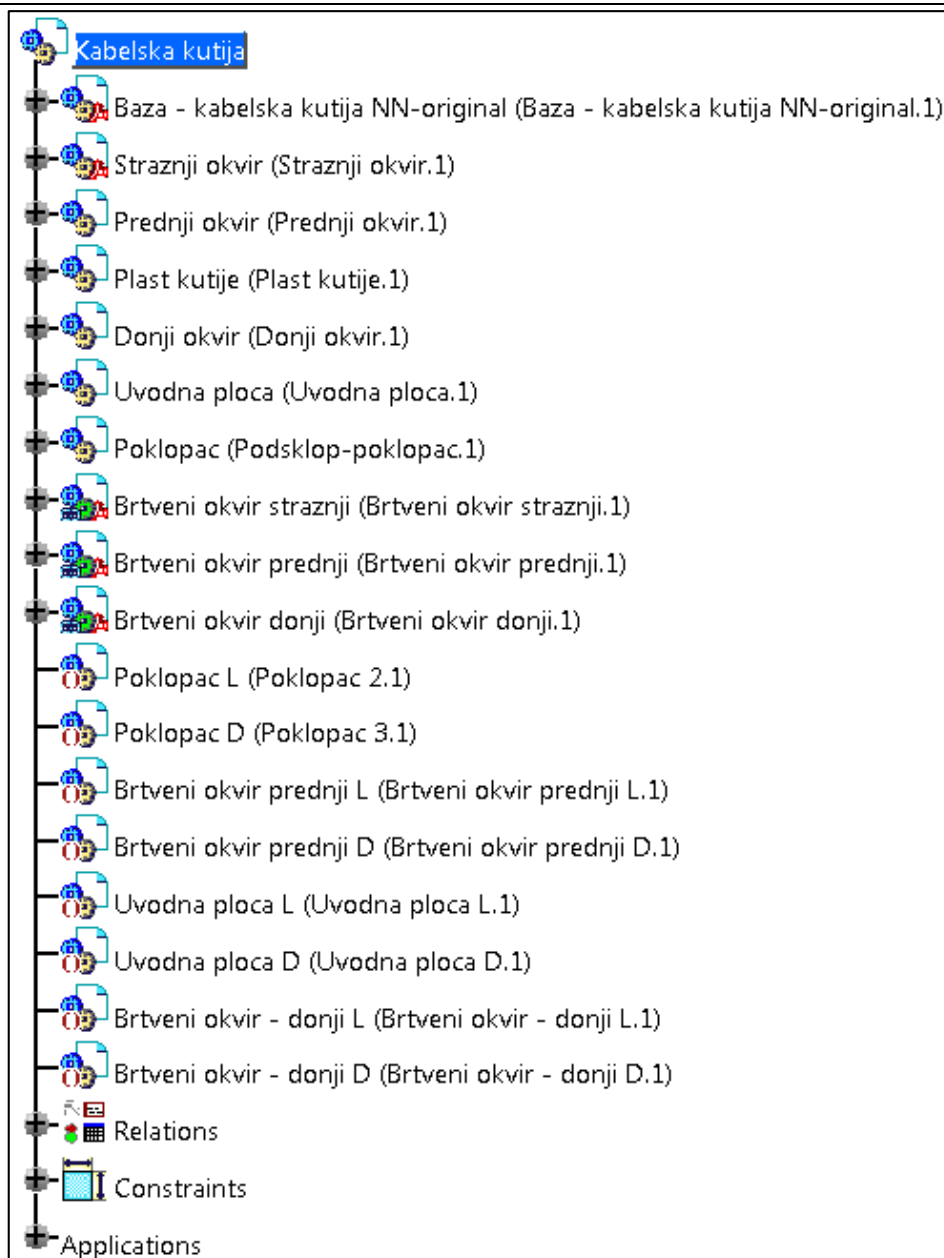 Kabelska kutija
Baza - kabelska kutija NN-original (Baza - kabelska kutija NN-original.1)
Straznji okvir (Straznji okvir.1)
Prednji okvir (Prednji okvir.1)
Plast kutije (Plast kutije.1)
Donji okvir (Donji okvir.1)
Uvodna ploca (Uvodna ploca.1)
Poklopac (Podsklop-poklopac.1)
Brtveni okvir straznji (Brtveni okvir straznji.1)
Brtveni okvir prednji (Brtveni okvir prednji.1)
Brtveni okvir donji (Brtveni okvir donji.1)
Poklopac L (Poklopac 2.1)
Poklopac D (Poklopac 3.1)
Brtveni okvir prednji L (Brtveni okvir prednji L.1)
Brtveni okvir prednji D (Brtveni okvir prednji D.1)
Uvodna ploca L (Uvodna ploca L.1)
Uvodna ploca D (Uvodna ploca D.1)
Brtveni okvir - donji L (Brtveni okvir - donji L.1)
Brtveni okvir - donji D (Brtveni okvir - donji D.1)
Relations
Constraints
Applications